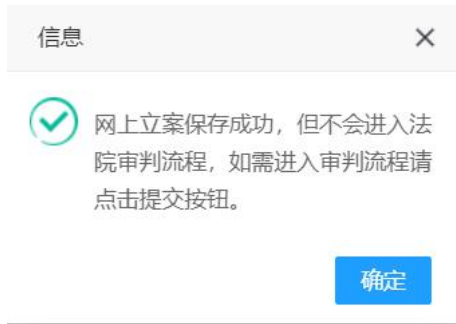 信息
网上立案保存成功，但不会进入法
院审判流程，如需进入审判流程请
点击提交按钮。
确定